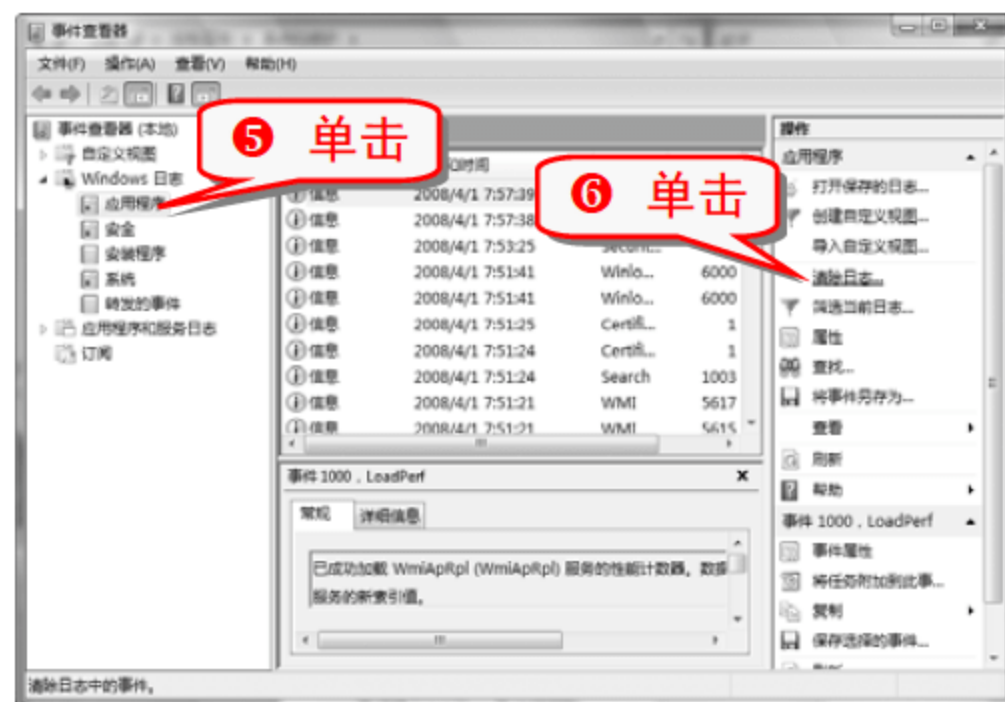 事件查看器
文件(F) 操作(A) 查看(V) 帮助(H)
事件查看器 (本地)
自定义视图
Windows 日志
应用程序
安全
安装程序
系统
转发的事件
应用程序和服务日志
订阅
❺ 单击
时间
信息 2008/4/1 7:57:39
信息 2008/4/1 7:57:38
信息 2008/4/1 7:53:25
信息 2008/4/1 7:51:41 Winlo... 6000
信息 2008/4/1 7:51:41 Winlo... 6000
信息 2008/4/1 7:51:25 Certifi... 1
信息 2008/4/1 7:51:24 Certifi... 1
信息 2008/4/1 7:51:24 Search 1003
信息 2008/4/1 7:51:21 WMI 5617
信息 2008/4/1 7:51:21 WMI 5615
❻ 单击
事件 1000，LoadPerf
常规 详细信息
已成功加载 WmiApRpl (WmiApRpl) 服务的性能计数器。数据
服务的新索引值。
操作
应用程序
打开保存的日志...
创建自定义视图...
导入自定义视图...
清除日志...
筛选当前日志...
属性
查找...
将事件另存为...
查看
刷新
帮助
事件 1000，LoadPerf
事件属性
将任务附加到此事...
复制
保存选择的事件...
清除日志中的事件。